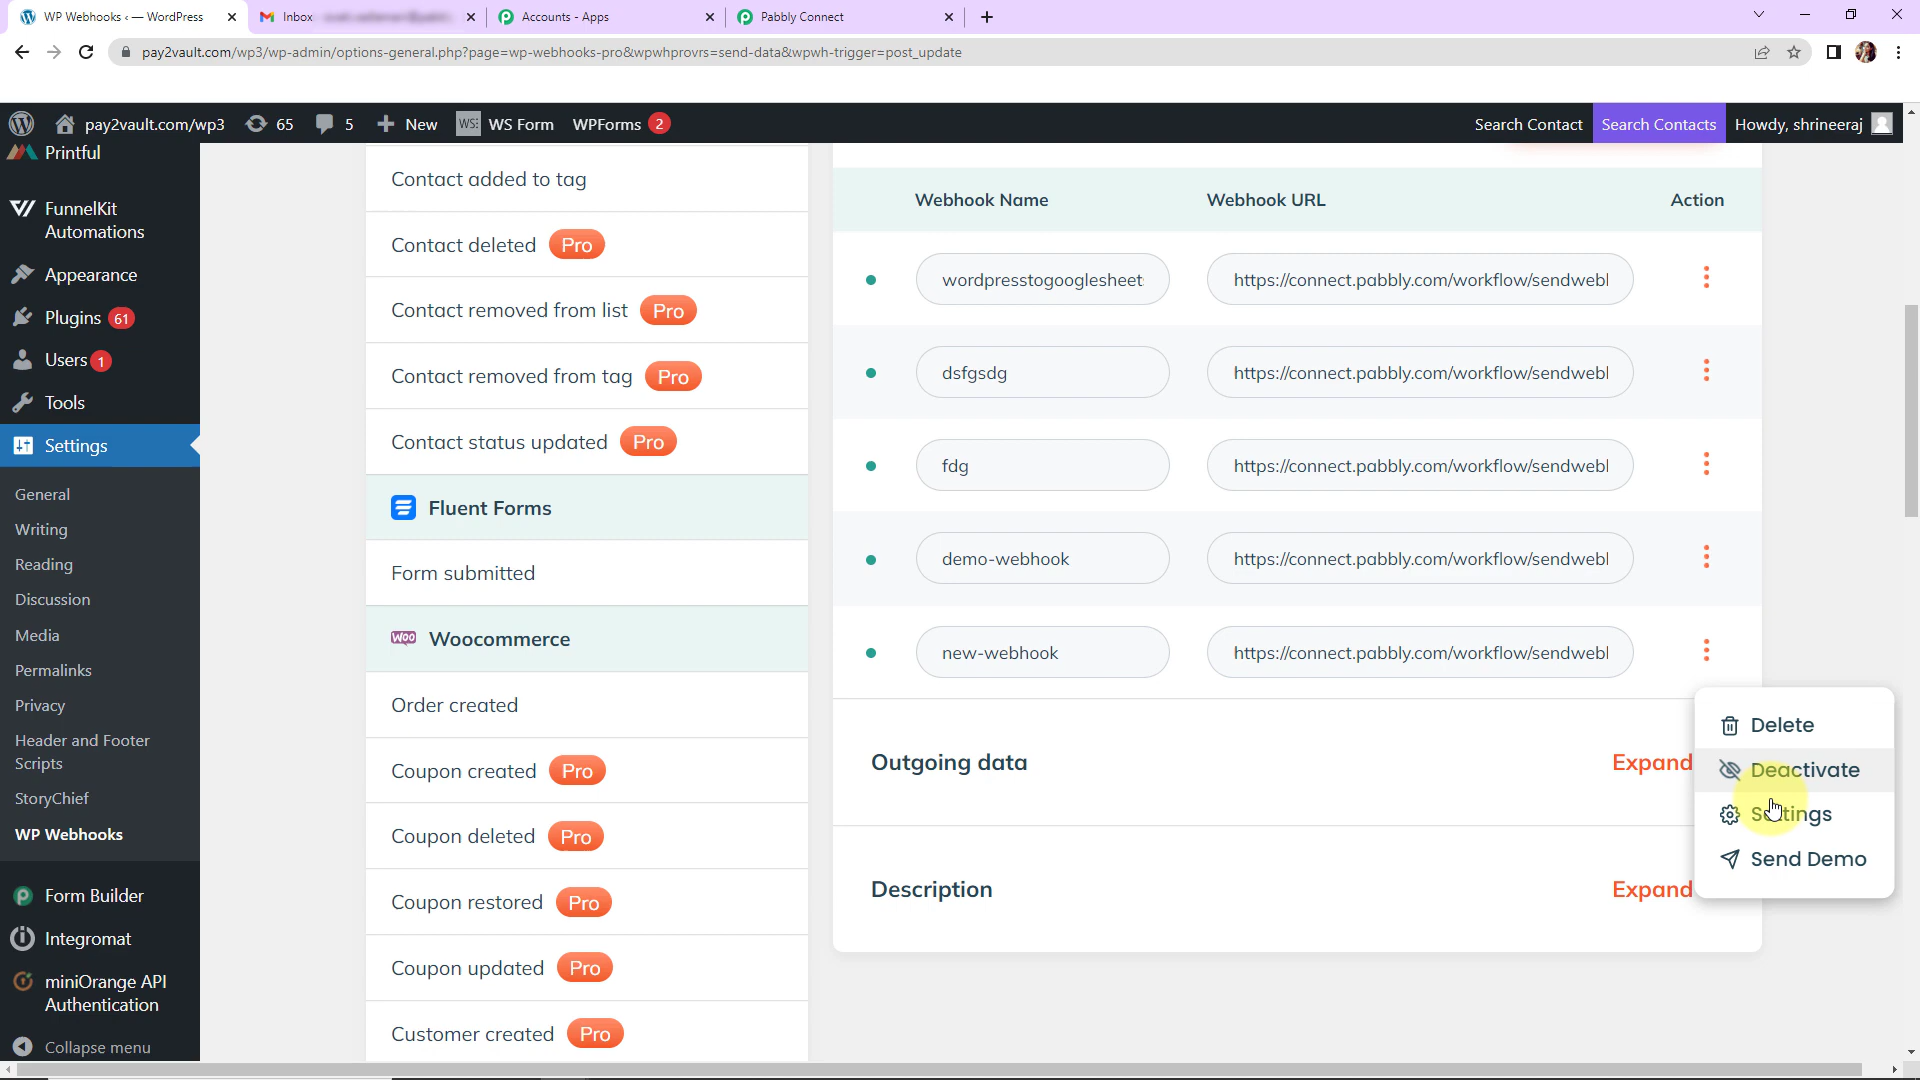 WP Webhooks ‹ — WordPress
Inbox
Accounts - Apps
Pabbly Connect
pay2vault.com/wp3/wp-admin/options-general.php?page=wp-webhooks-pro&wpwhprovrs=send-data&wpwh-trigger=post_update
pay2vault.com/wp3
65
5
New
WS Form
WPForms 2
Search Contact
Search Contacts
Howdy, shrineeraj
Printful
FunnelKit
Automations
Appearance
Plugins 61
Users 1
Tools
Settings
General
Writing
Reading
Discussion
Media
Permalinks
Privacy
Header and Footer
Scripts
StoryChief
WP Webhooks
Form Builder
Integromat
miniOrange API
Authentication
Collapse menu
Contact added to tag
Contact deleted Pro
Contact removed from list Pro
Contact removed from tag Pro
Contact status updated Pro
Fluent Forms
Form submitted
Woo Woocommerce
Order created
Coupon created Pro
Coupon deleted Pro
Coupon restored Pro
Coupon updated Pro
Customer created Pro
Webhook Name Webhook URL Action
wordpresstogooglesheet https://connect.pabbly.com/workflow/sendwebl
dsfgsdg https://connect.pabbly.com/workflow/sendwebl
fdg https://connect.pabbly.com/workflow/sendwebl
demo-webhook https://connect.pabbly.com/workflow/sendwebl
new-webhook https://connect.pabbly.com/workflow/sendwebl
Outgoing data Expand
Description Expand
Delete
Deactivate
Settings
Send Demo